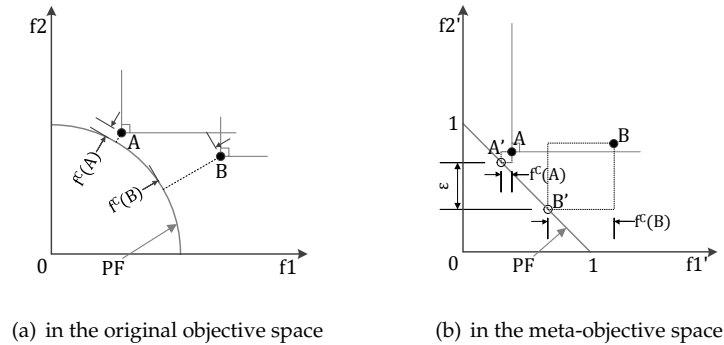 f2
A
f^c(A)
B
f^c(B)
0
PF
f1
(a) in the original objective space
f2'
1
A'
A
B
f^c(A)
ε
B'
f^c(B)
0
PF
1
f1'
(b) in the meta-objective space